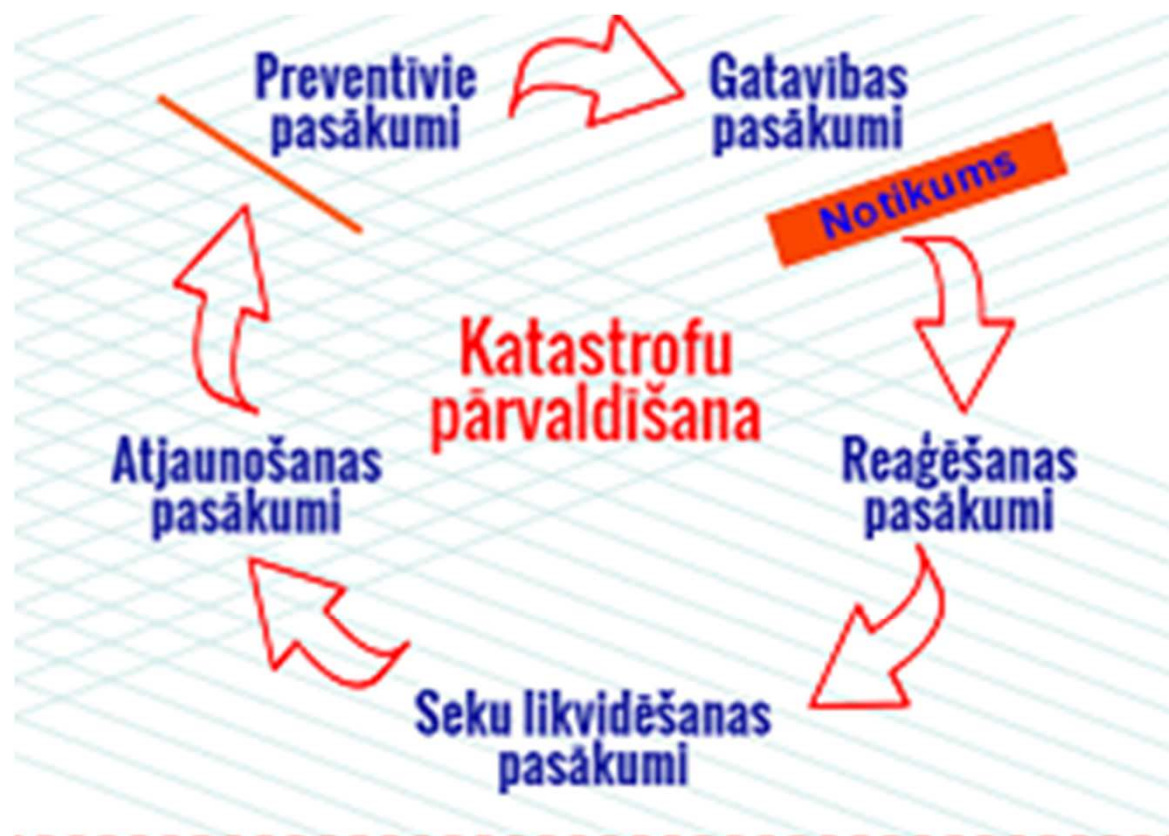 Preventīvie
pasākumi
Gatavības
pasākumi
Notikums
Katastrofu
pārvaldīšana
Reaģēšanas
pasākumi
Seku likvidēšanas
pasākumi
Atjaunošanas
pasākumi